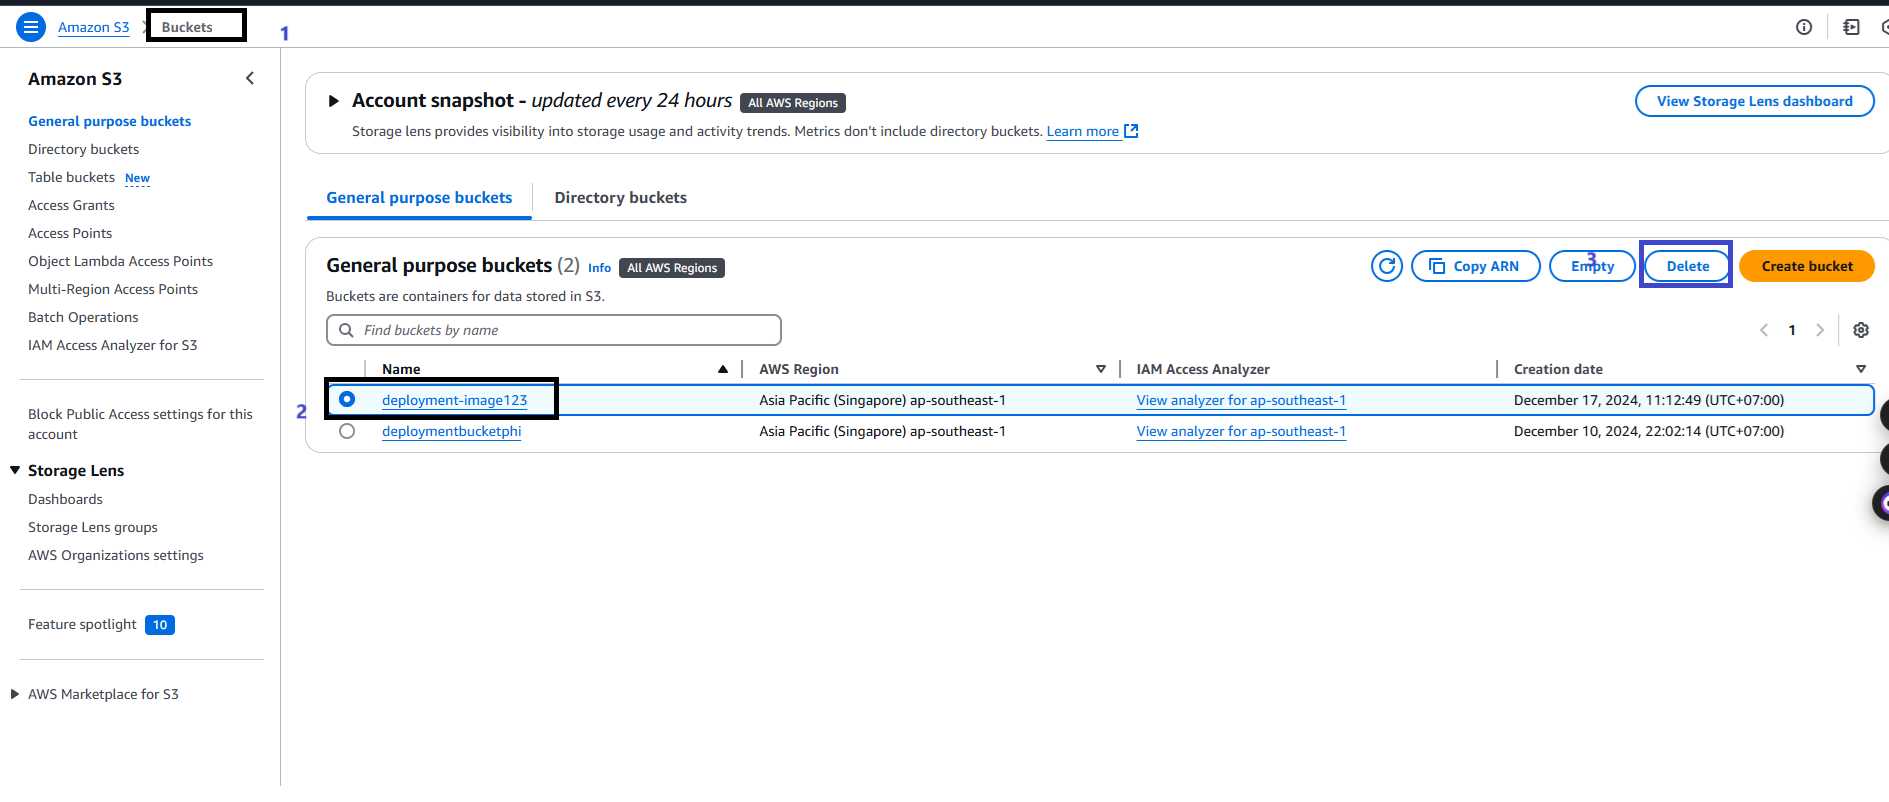 Amazon S3 > Buckets 1
Amazon S3
General purpose buckets
Directory buckets
Table buckets New
Access Grants
Access Points
Object Lambda Access Points
Multi-Region Access Points
Batch Operations
IAM Access Analyzer for S3
Block Public Access settings for this
account
Storage Lens
Dashboards
Storage Lens groups
AWS Organizations settings
Feature spotlight 10
AWS Marketplace for S3
Account snapshot - updated every 24 hours All AWS Regions
View Storage Lens dashboard
Storage lens provides visibility into storage usage and activity trends. Metrics don't include directory buckets. Learn more
General purpose buckets Directory buckets
General purpose buckets (2) Info All AWS Regions
Copy ARN Empty 3 Delete Create bucket
Buckets are containers for data stored in S3.
Find buckets by name
1
Name AWS Region IAM Access Analyzer Creation date
2 deployment-image123 Asia Pacific (Singapore) ap-southeast-1 View analyzer for ap-southeast-1 December 17, 2024, 11:12:49 (UTC+07:00)
deploymentbucketphi Asia Pacific (Singapore) ap-southeast-1 View analyzer for ap-southeast-1 December 10, 2024, 22:02:14 (UTC+07:00)